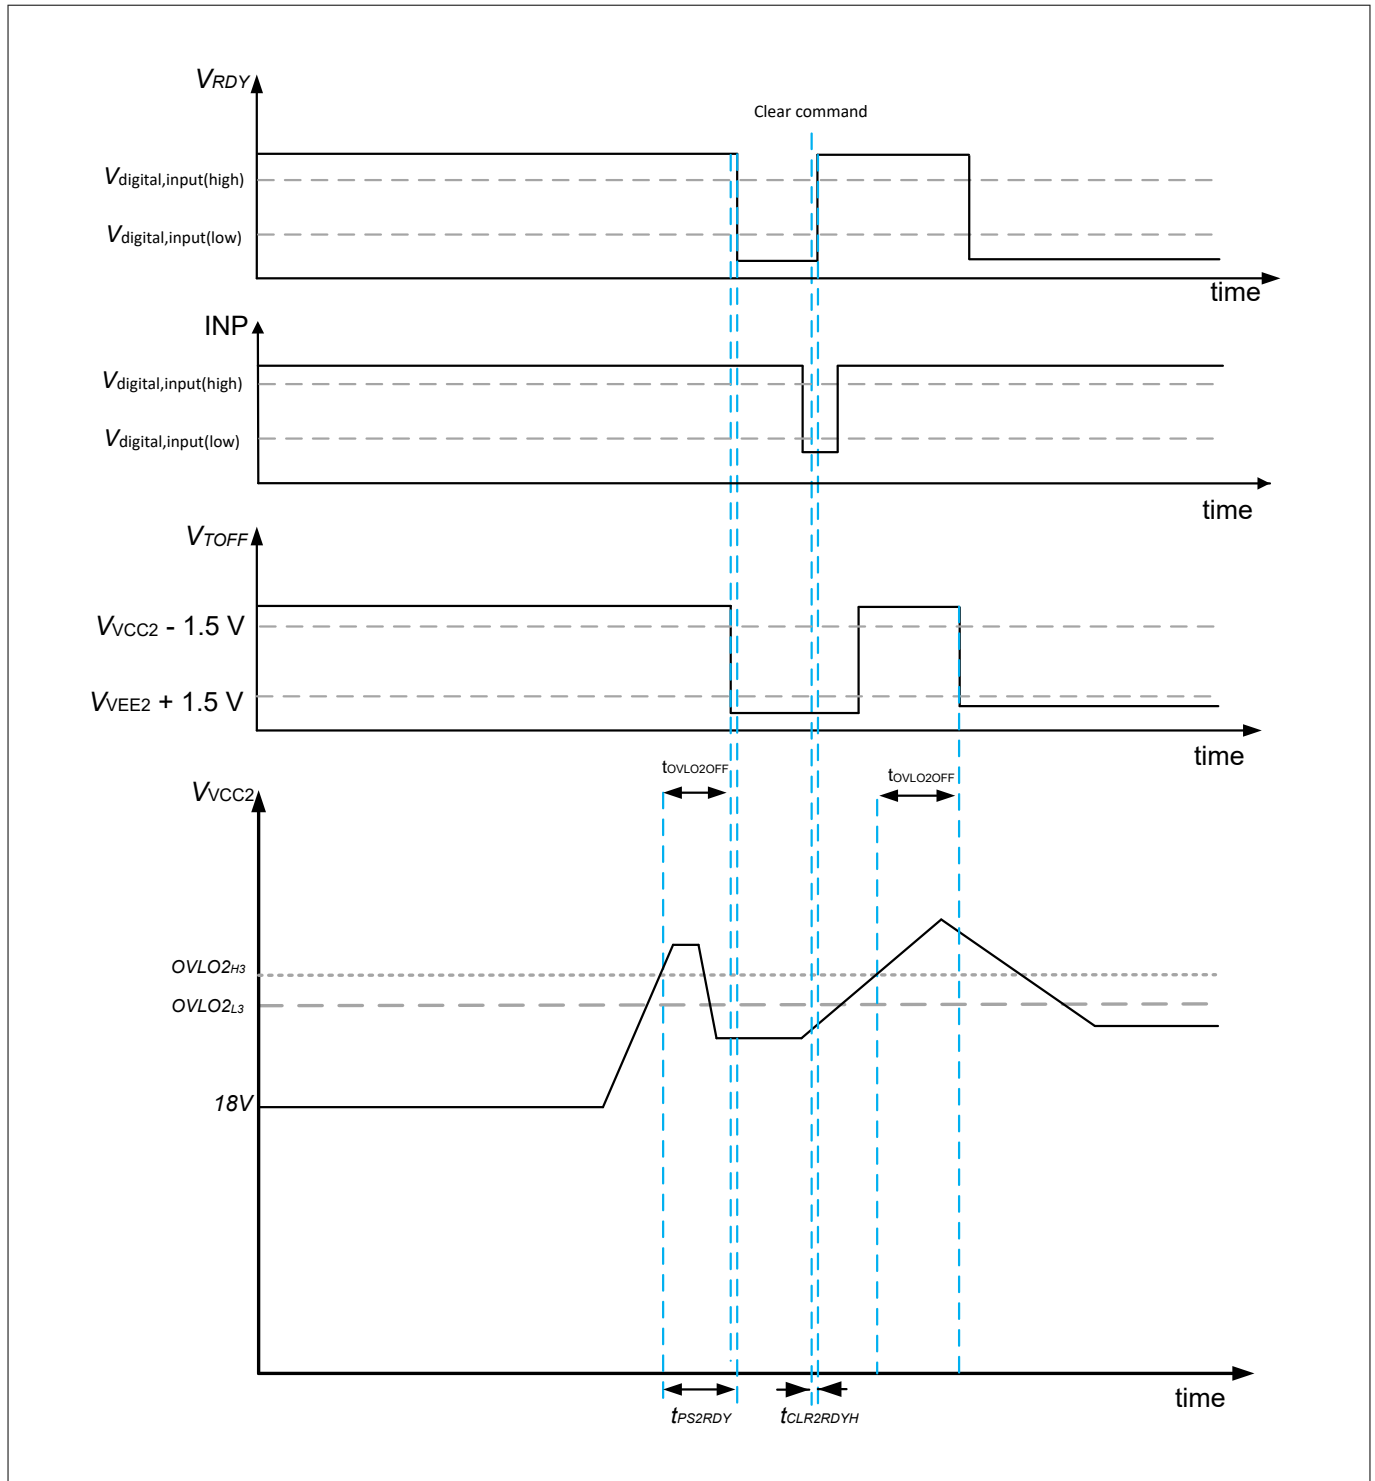 VRDY
Clear command
Vdigital,input(high)
Vdigital,input(low)
time
INP
Vdigital,input(high)
Vdigital,input(low)
time
VTOFF
VVCC2 - 1.5 V
VVEE2 + 1.5 V
time
tOVLO2OFF
tOVLO2OFF
VVCC2
OVLO2H3
OVLO2L3
18V
time
tPS2RDY
tCLR2RDYH